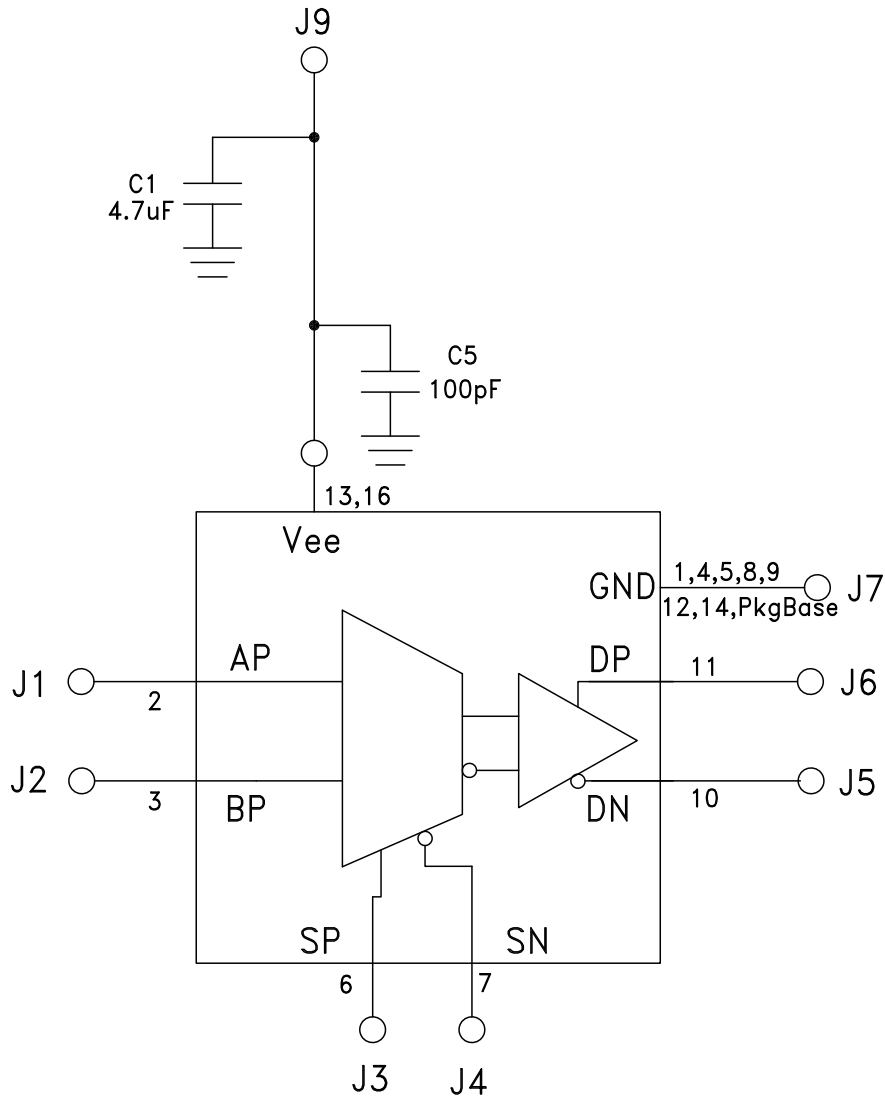 J9
C1
4.7uF
C5
100pF
13,16
Vee
GND
1,4,5,8,9
J7
12,14,PkgBase
AP
DP
11
J1
J6
2
J2
J5
3
BP
DN
10
SP
SN
6
7
J3
J4